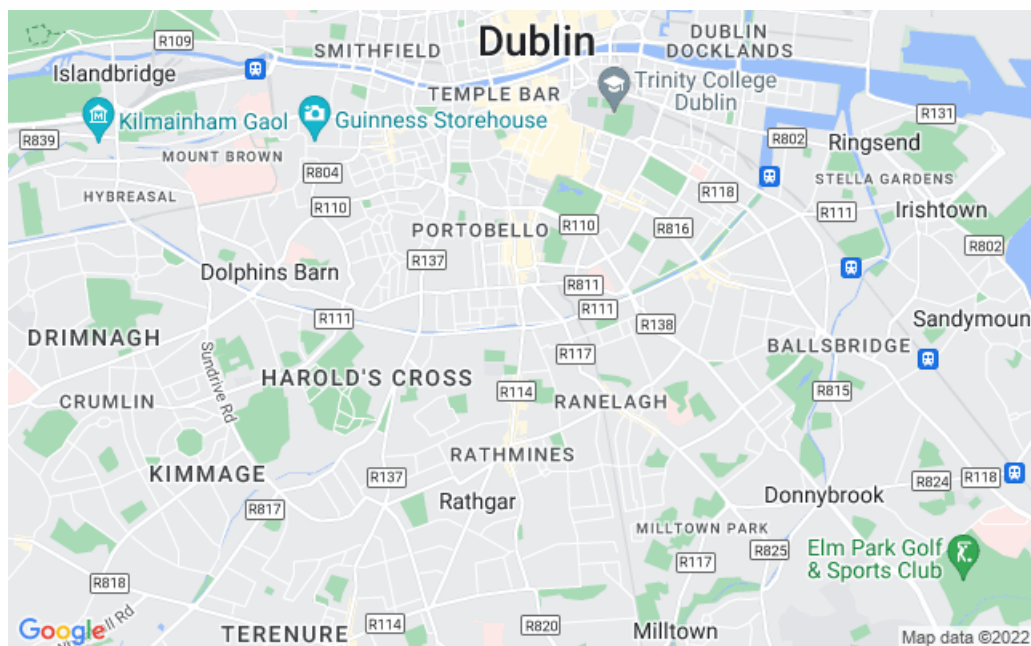 R109
SMITHFIELD
Dublin
DUBLIN
DOCKLANDS
Islandbridge
TEMPLE BAR
Trinity College
Dublin
Kilmainham Gaol
Guinness Storehouse
R131
R839
R802
Ringsend
MOUNT BROWN
R804
R118
STELLA GARDENS
HYBREASAL
R110
R111
Irishtown
PORTOBELLO
R110
R816
R802
R137
Dolphins Barn
R811
R111
R111
R138
Sandymoun
DRIMNAGH
BALLSBRIDGE
R117
Sundrive Rd
HAROLD'S CROSS
R114
R815
CRUMLIN
RANELAGH
RATHMINES
KIMMAGE
R137
R824
R118
Rathgar
Donnybrook
R817
MILLTOWN PARK
R825
Elm Park Golf
& Sports Club
R117
R818
R114
R820
Google
ll Rd
TERENURE
Milltown
Map data ©2022